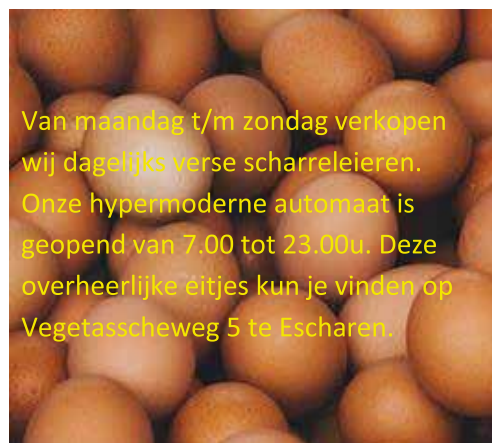 Van maandag t/m zondag verkopen
wij dagelijks verse scharreleieren.
Onze hypermoderne automaat is
geopend van 7.00 tot 23.00u. Deze
overheerlijke eitjes kun je vinden op
Vegetasscheweg 5 te Escharen.